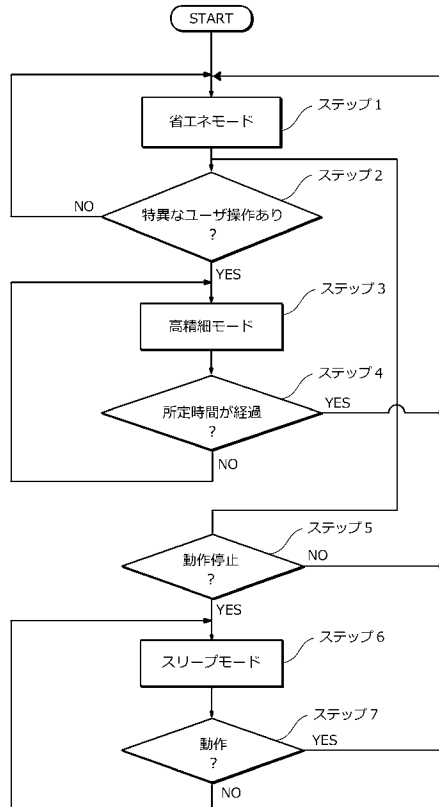 START
省エネモード
ステップ1
特異なユーザ操作あり
?
ステップ2
NO
YES
高精細モード
ステップ3
所定時間が経過
?
ステップ4
YES
NO
動作停止
?
ステップ5
NO
YES
スリープモード
ステップ6
動作
?
ステップ7
YES
NO